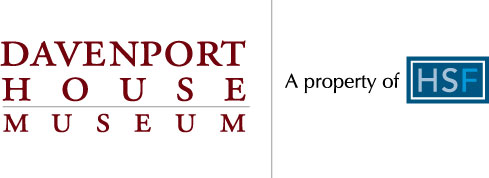 DAVENPORT
HOUSE
MUSEUM
A property of HSF